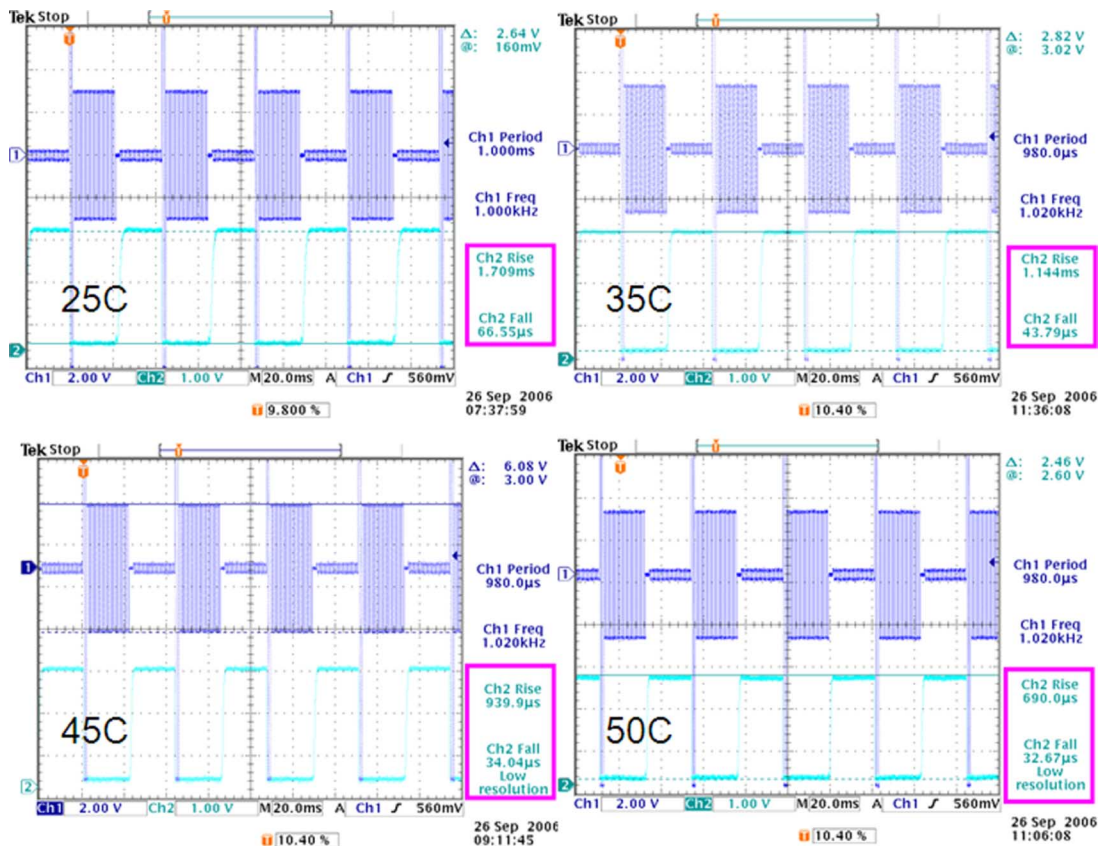 Tek Stop
T
T
Δ: 2.64 V
@: 160mV
1
Ch1 Period
1.000ms
Ch1 Freq
1.000kHz
Ch2 Rise
1.709ms
Ch2 Fall
66.55µs
25C
2
Ch1 2.00 V Ch2 1.00 V M 20.0ms A Ch1 ʃ 560mV
T 9.800 %
26 Sep 2006
07:37:59
Tek Stop
T
T
Δ: 2.82 V
@: 3.02 V
1
Ch1 Period
980.0µs
Ch1 Freq
1.020kHz
Ch2 Rise
1.144ms
Ch2 Fall
43.79µs
35C
2
Ch1 2.00 V Ch2 1.00 V M 20.0ms A Ch1 ʃ 560mV
T 10.40 %
26 Sep 2006
11:36:08
Tek Stop
T
T
Δ: 6.08 V
@: 3.00 V
1
Ch1 Period
980.0µs
Ch1 Freq
1.020kHz
Ch2 Rise
939.9µs
Ch2 Fall
34.04µs
Low
resolution
45C
2
Ch1 2.00 V Ch2 1.00 V M 20.0ms A Ch1 ʃ 560mV
T 10.40 %
26 Sep 2006
09:11:45
Tek Stop
T
T
Δ: 2.46 V
@: 2.60 V
1
Ch1 Period
980.0µs
Ch1 Freq
1.020kHz
Ch2 Rise
690.0µs
Ch2 Fall
32.67µs
Low
resolution
50C
2
Ch1 2.00 V Ch2 1.00 V M 20.0ms A Ch1 ʃ 560mV
T 10.40 %
26 Sep 2006
11:06:08